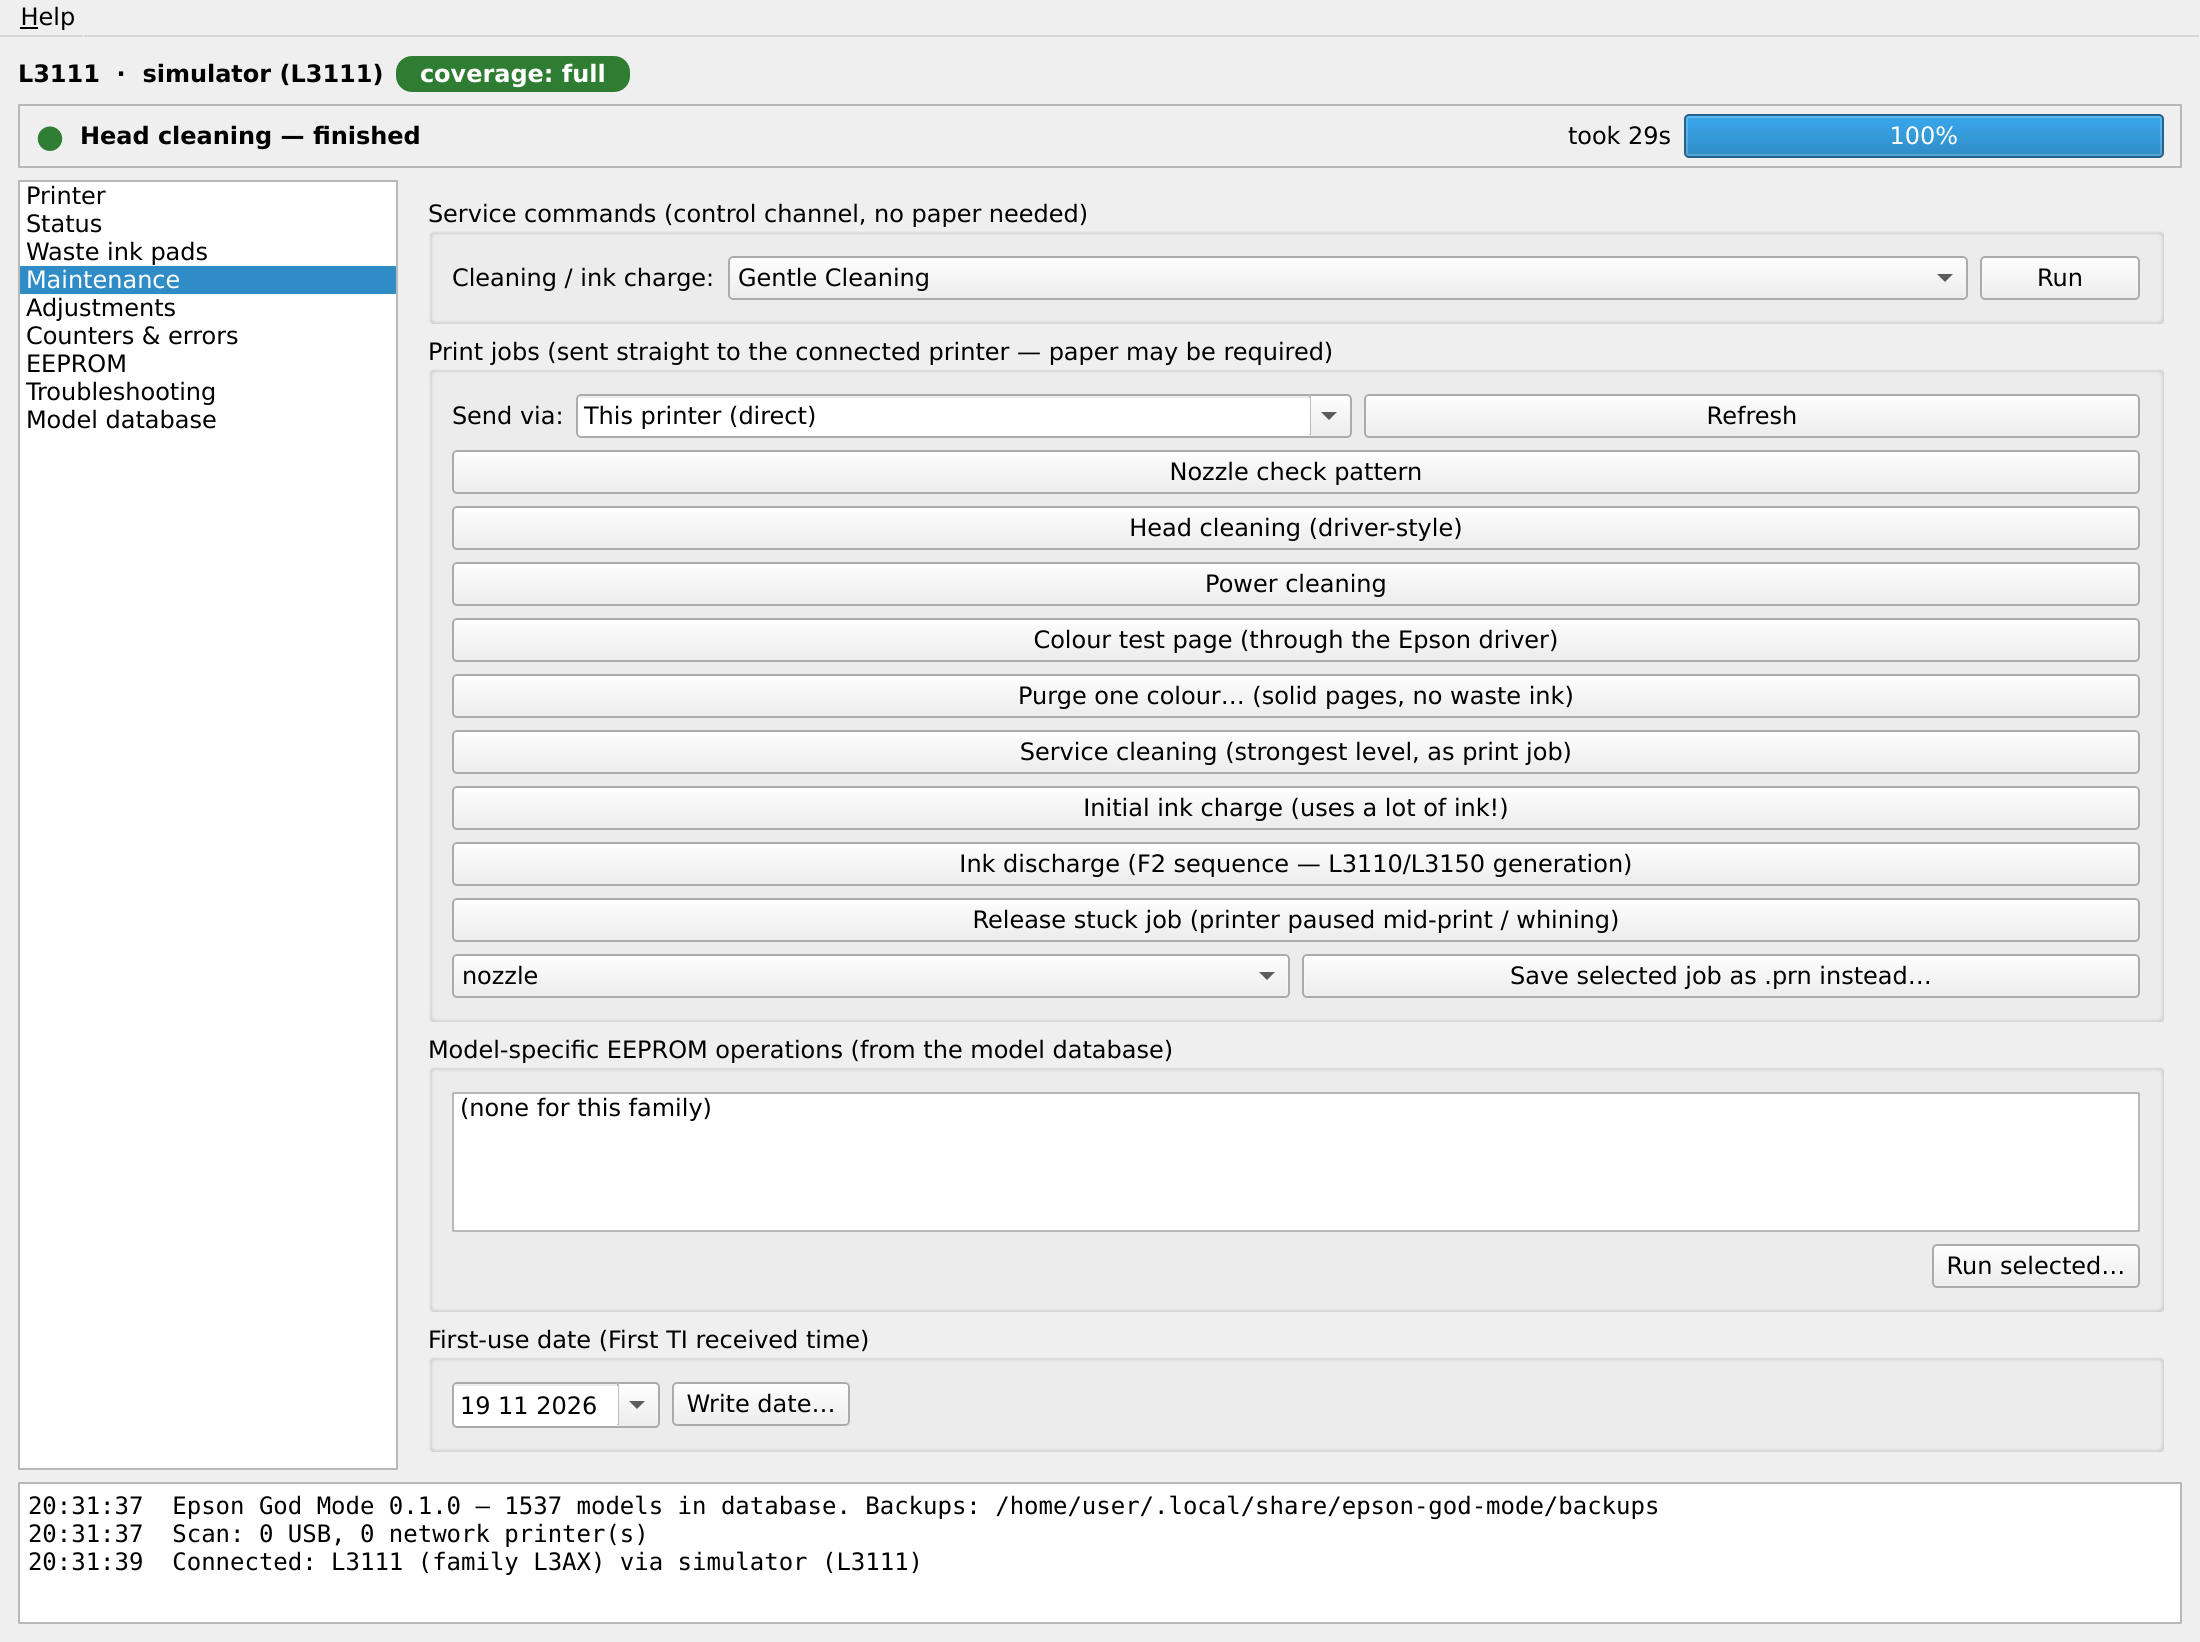 Help
L3111 · simulator (L3111) coverage: full
Head cleaning — finished took 29s 100%
Printer
Status
Waste ink pads
Maintenance
Adjustments
Counters & errors
EEPROM
Troubleshooting
Model database
Service commands (control channel, no paper needed)
Cleaning / ink charge: Gentle Cleaning Run
Print jobs (sent straight to the connected printer — paper may be required)
Send via: This printer (direct) Refresh
Nozzle check pattern
Head cleaning (driver-style)
Power cleaning
Colour test page (through the Epson driver)
Purge one colour… (solid pages, no waste ink)
Service cleaning (strongest level, as print job)
Initial ink charge (uses a lot of ink!)
Ink discharge (F2 sequence — L3110/L3150 generation)
Release stuck job (printer paused mid-print / whining)
nozzle Save selected job as .prn instead…
Model-specific EEPROM operations (from the model database)
(none for this family)
Run selected…
First-use date (First TI received time)
19 11 2026 Write date…
20:31:37 Epson God Mode 0.1.0 — 1537 models in database. Backups: /home/user/.local/share/epson-god-mode/backups
20:31:37 Scan: 0 USB, 0 network printer(s)
20:31:39 Connected: L3111 (family L3AX) via simulator (L3111)